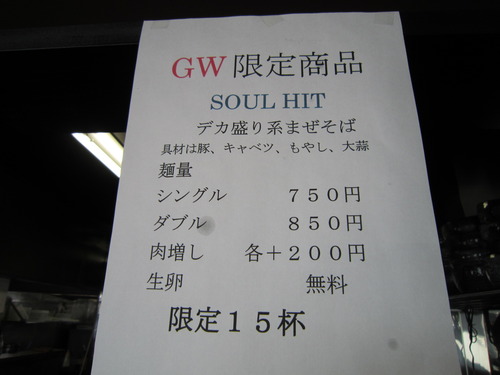 GW 限定商品
SOUL HIT
デカ盛り系まぜそば
具材は豚、キャベツ、もやし、大蒜
麺量
シングル　７５０円
ダブル　８５０円
肉増し　各＋２００円
生卵　無料
限定１５杯